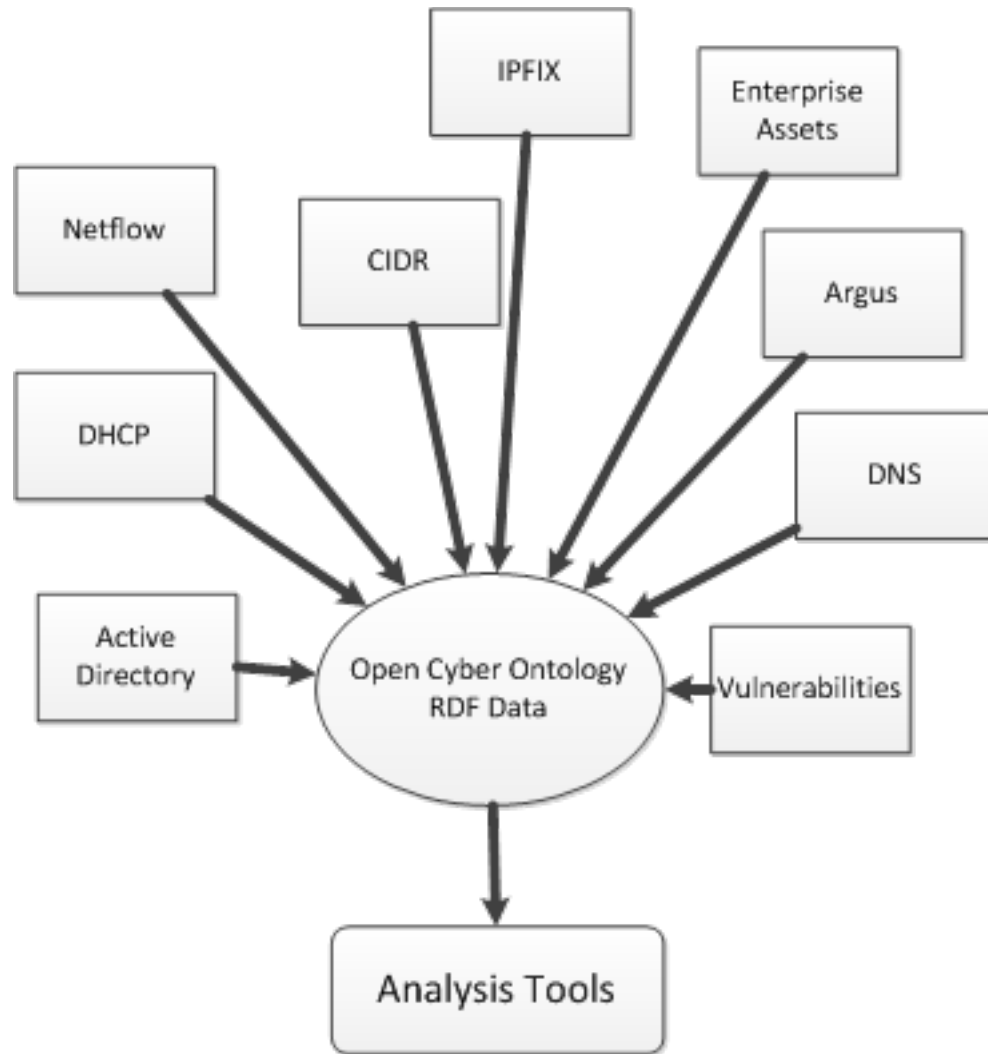 IPFIX
Enterprise
Assets
Netflow
CIDR
Argus
DHCP
DNS
Active
Directory
Open Cyber Ontology
RDF Data
Vulnerabilities
Analysis Tools